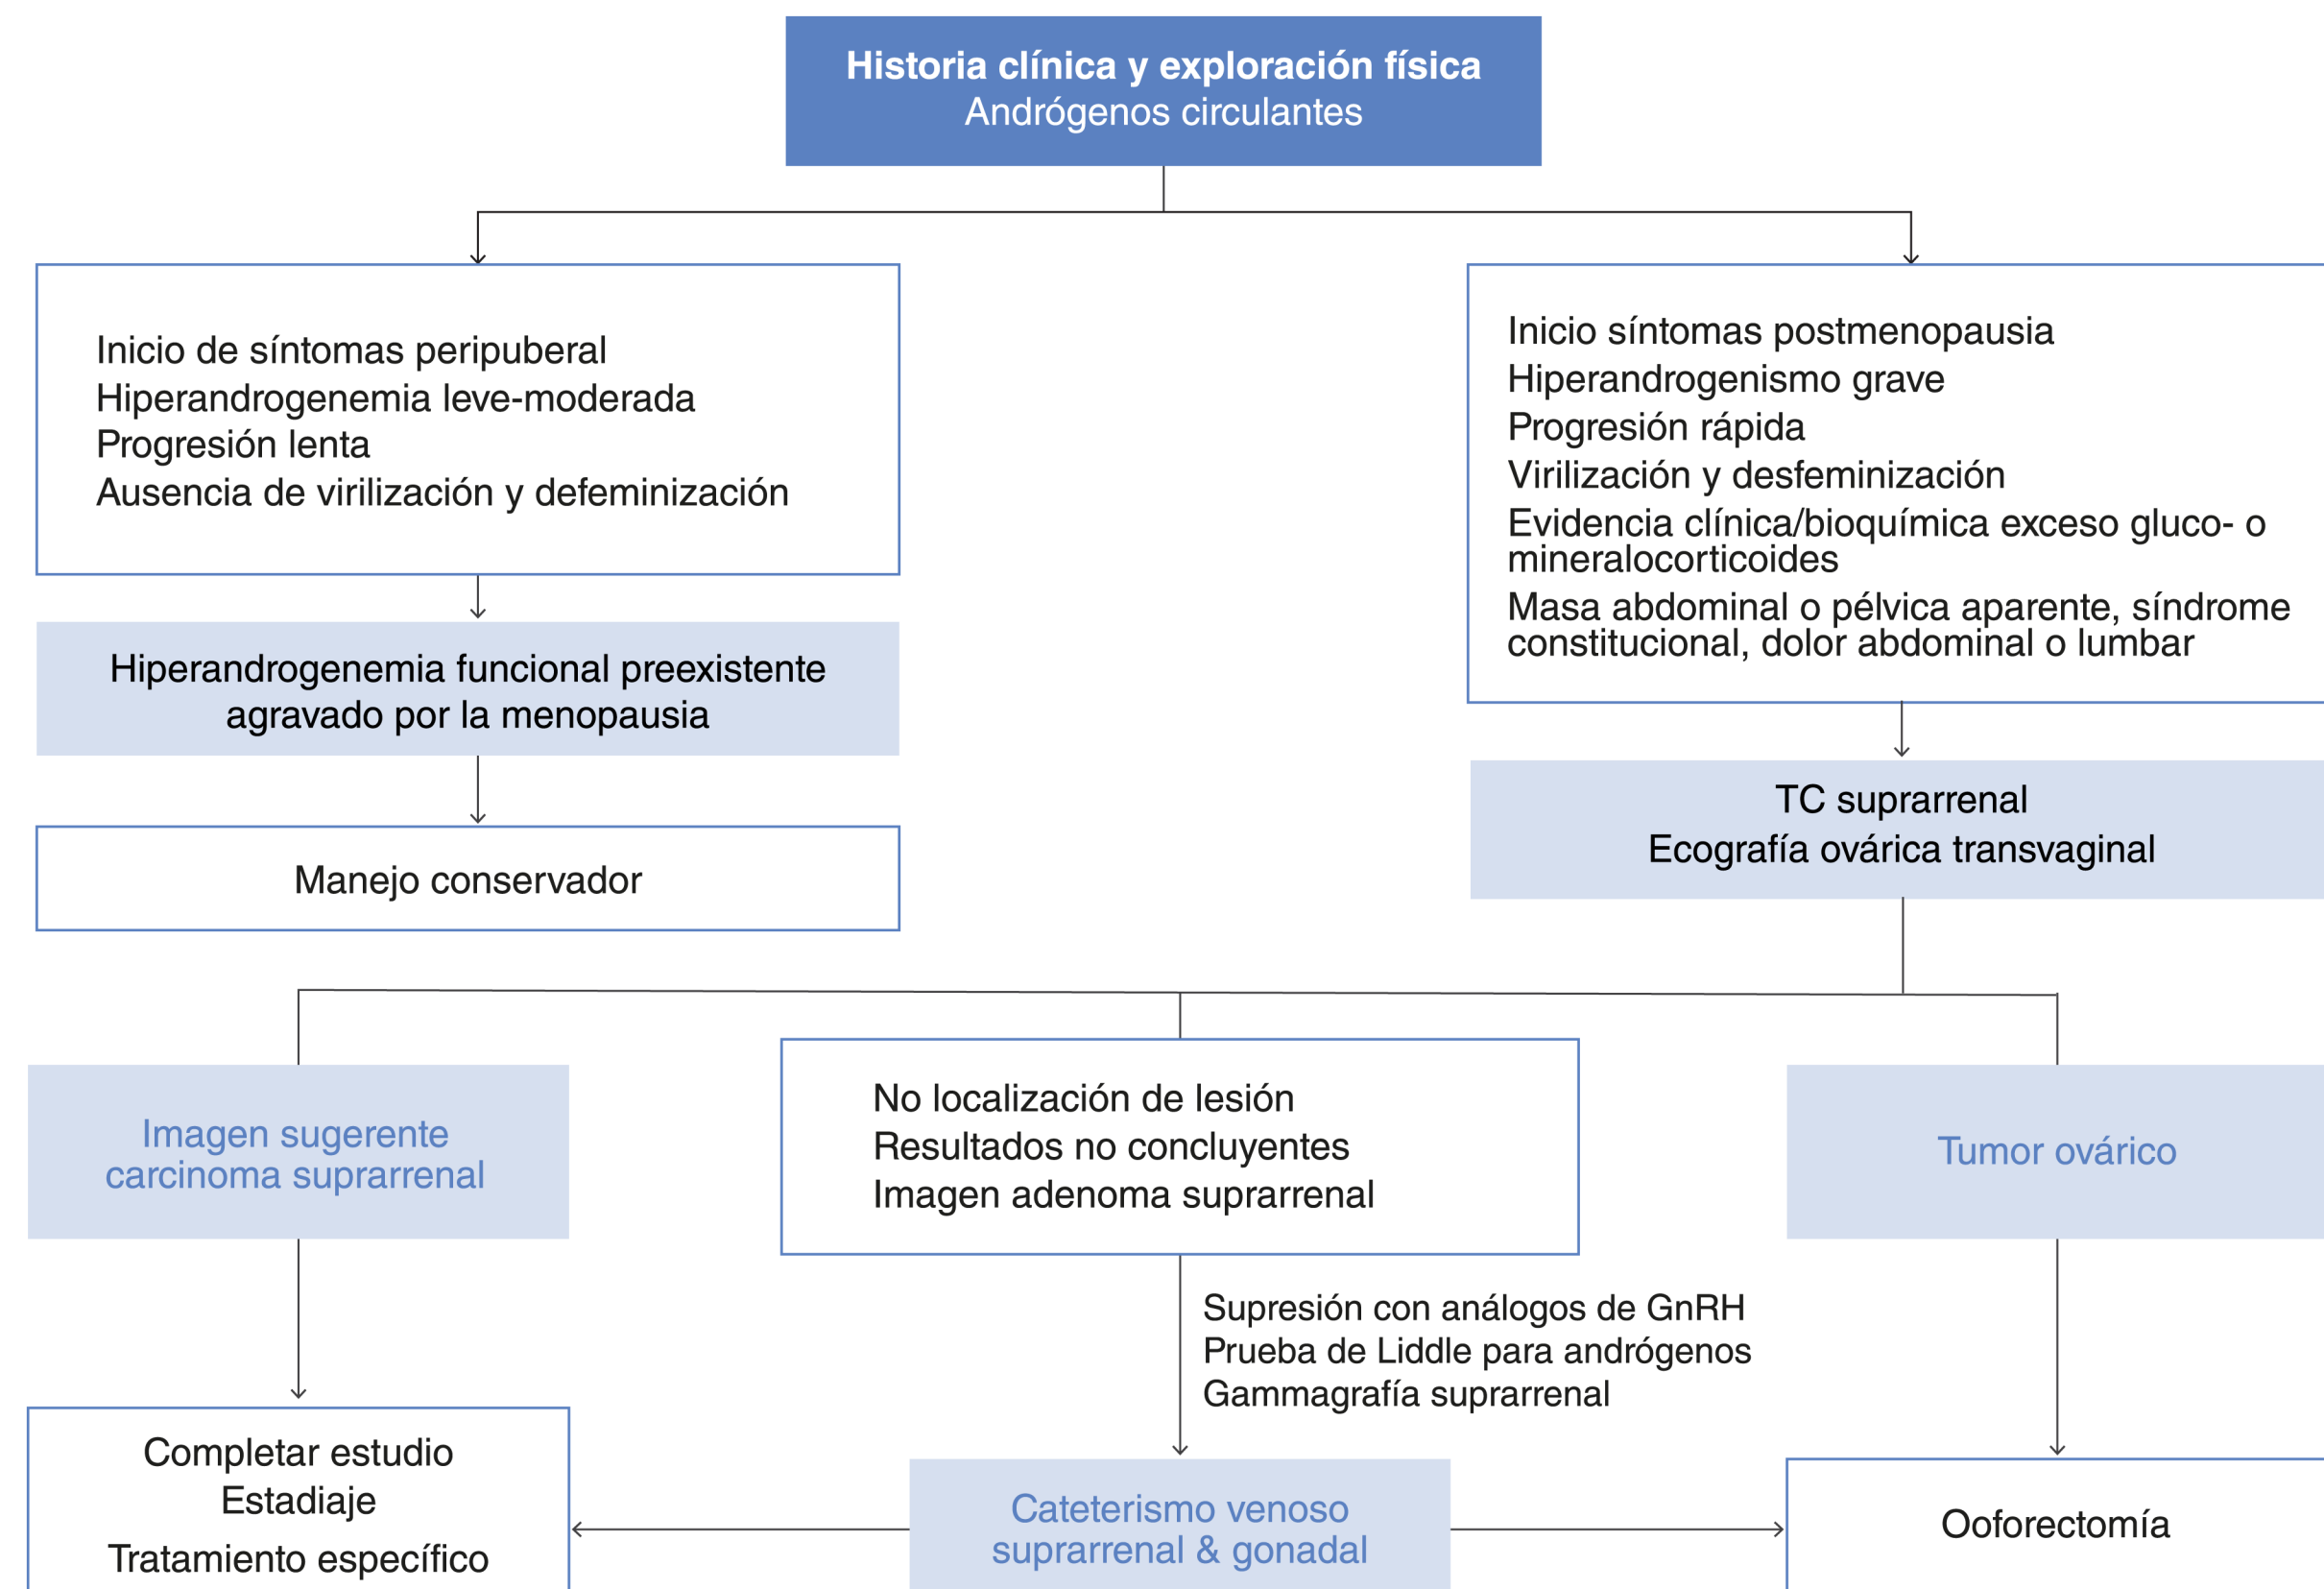 Historia clínica y exploración física
Andrógenos circulantes
Inicio de síntomas peripuberal
Hiperandrogenemia leve-moderada
Progresión lenta
Ausencia de virilización y defeminización
Hiperandrogenemia funcional preexistente
agravado por la menopausia
Manejo conservador
Inicio síntomas postmenopausia
Hiperandrogenismo grave
Progresión rápida
Virilización y desfeminización
Evidencia clínica/bioquímica exceso gluco- o
mineralocorticoides
Masa abdominal o pélvica aparente, síndrome
constitucional, dolor abdominal o lumbar
TC suprarrenal
Ecografía ovárica transvaginal
Imagen sugerente
carcinoma suprarrenal
No localización de lesión
Resultados no concluyentes
Imagen adenoma suprarrenal
Tumor ovárico
Supresión con análogos de GnRH
Prueba de Liddle para andrógenos
Gammagrafía suprarrenal
Completar estudio
Estadiaje
Tratamiento específico
Cateterismo venoso
suprarrenal & gonadal
Ooforectomía